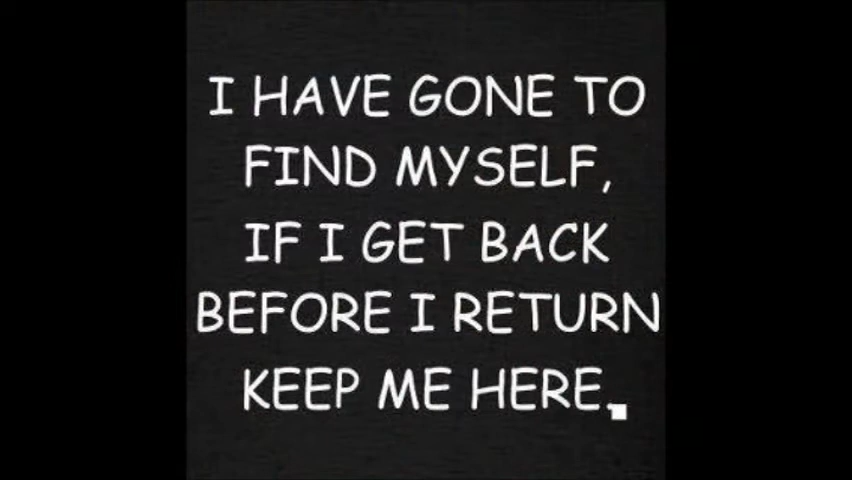 I HAVE GONE TO
FIND MYSELF,
IF I GET BACK
BEFORE I RETURN
KEEP ME HERE.